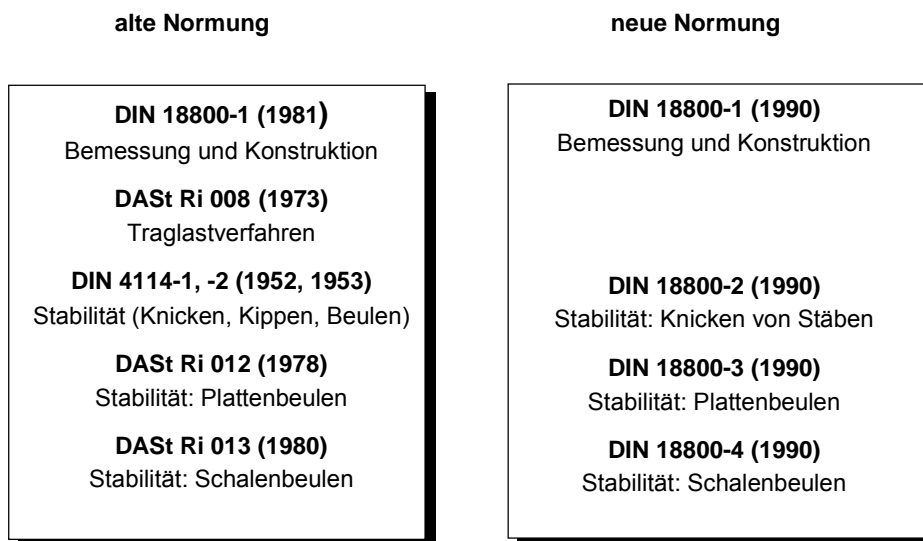 alte Normung
DIN 18800-1 (1981)
Bemessung und Konstruktion
DASt Ri 008 (1973)
Traglastverfahren
DIN 4114-1, -2 (1952, 1953)
Stabilität (Knicken, Kippen, Beulen)
DASt Ri 012 (1978)
Stabilität: Plattenbeulen
DASt Ri 013 (1980)
Stabilität: Schalenbeulen
neue Normung
DIN 18800-1 (1990)
Bemessung und Konstruktion
DIN 18800-2 (1990)
Stabilität: Knicken von Stäben
DIN 18800-3 (1990)
Stabilität: Plattenbeulen
DIN 18800-4 (1990)
Stabilität: Schalenbeulen